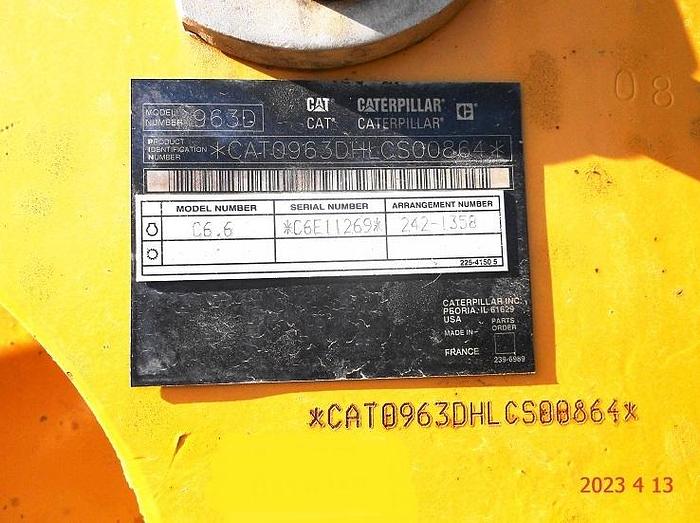 08
CAT CATERPILLAR®
CAT® CATERPILLAR®
MODEL NUMBER 963D
PRODUCT IDENTIFICATION NUMBER *CAT0963DHLCS00864*
MODEL NUMBER SERIAL NUMBER ARRANGEMENT NUMBER
C6.6 *C6E11269* 242-1358
225-4150 5
CATERPILLAR INC.
PEORIA, IL 61629
USA
PARTS ORDER
MADE IN
FRANCE
239-6989
*CAT0963DHLCS00864*
2023 4 13